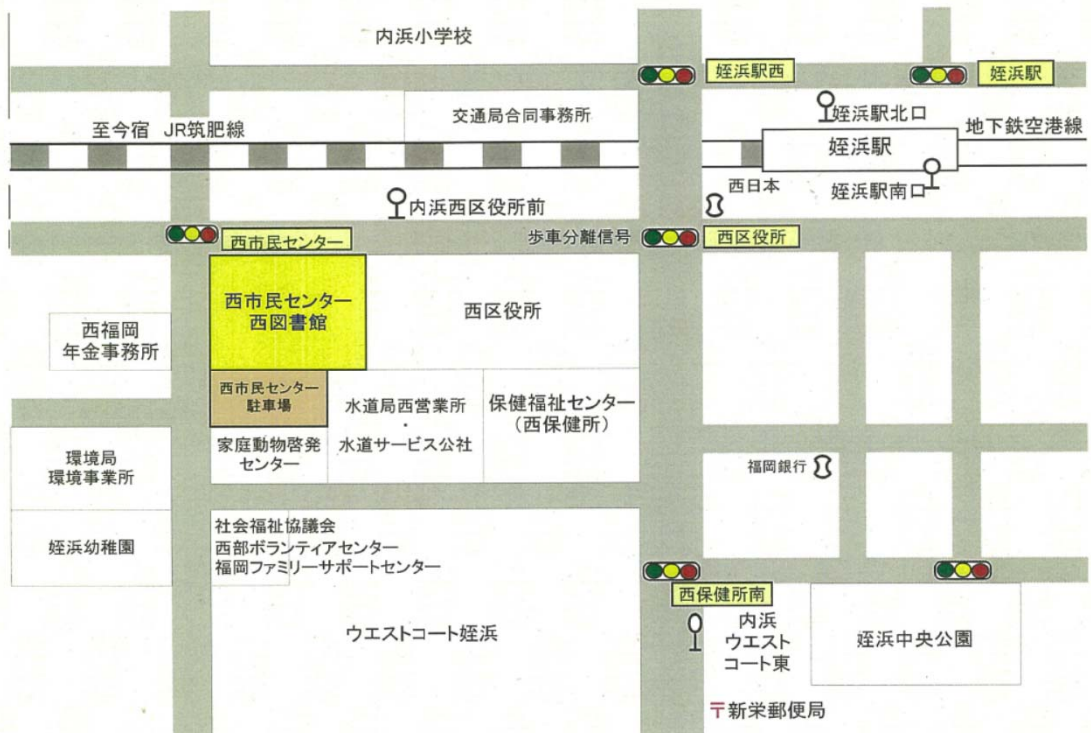 内浜小学校
姪浜駅西
姪浜駅
交通局合同事務所
姪浜駅北口
至今宿 JR筑肥線
地下鉄空港線
姪浜駅
西日本
姪浜駅南口
内浜西区役所前
西市民センター
歩車分離信号
西区役所
西市民センター
西図書館
西区役所
西福岡
年金事務所
西市民センター
駐車場
水道局西営業所
・
水道サービス公社
保健福祉センター
(西保健所)
家庭動物啓発
センター
環境局
環境事業所
福岡銀行
社会福祉協議会
西部ボランティアセンター
福岡ファミリーサポートセンター
姪浜幼稚園
西保健所南
ウエストコート姪浜
内浜
ウエスト
コート東
姪浜中央公園
〒新栄郵便局